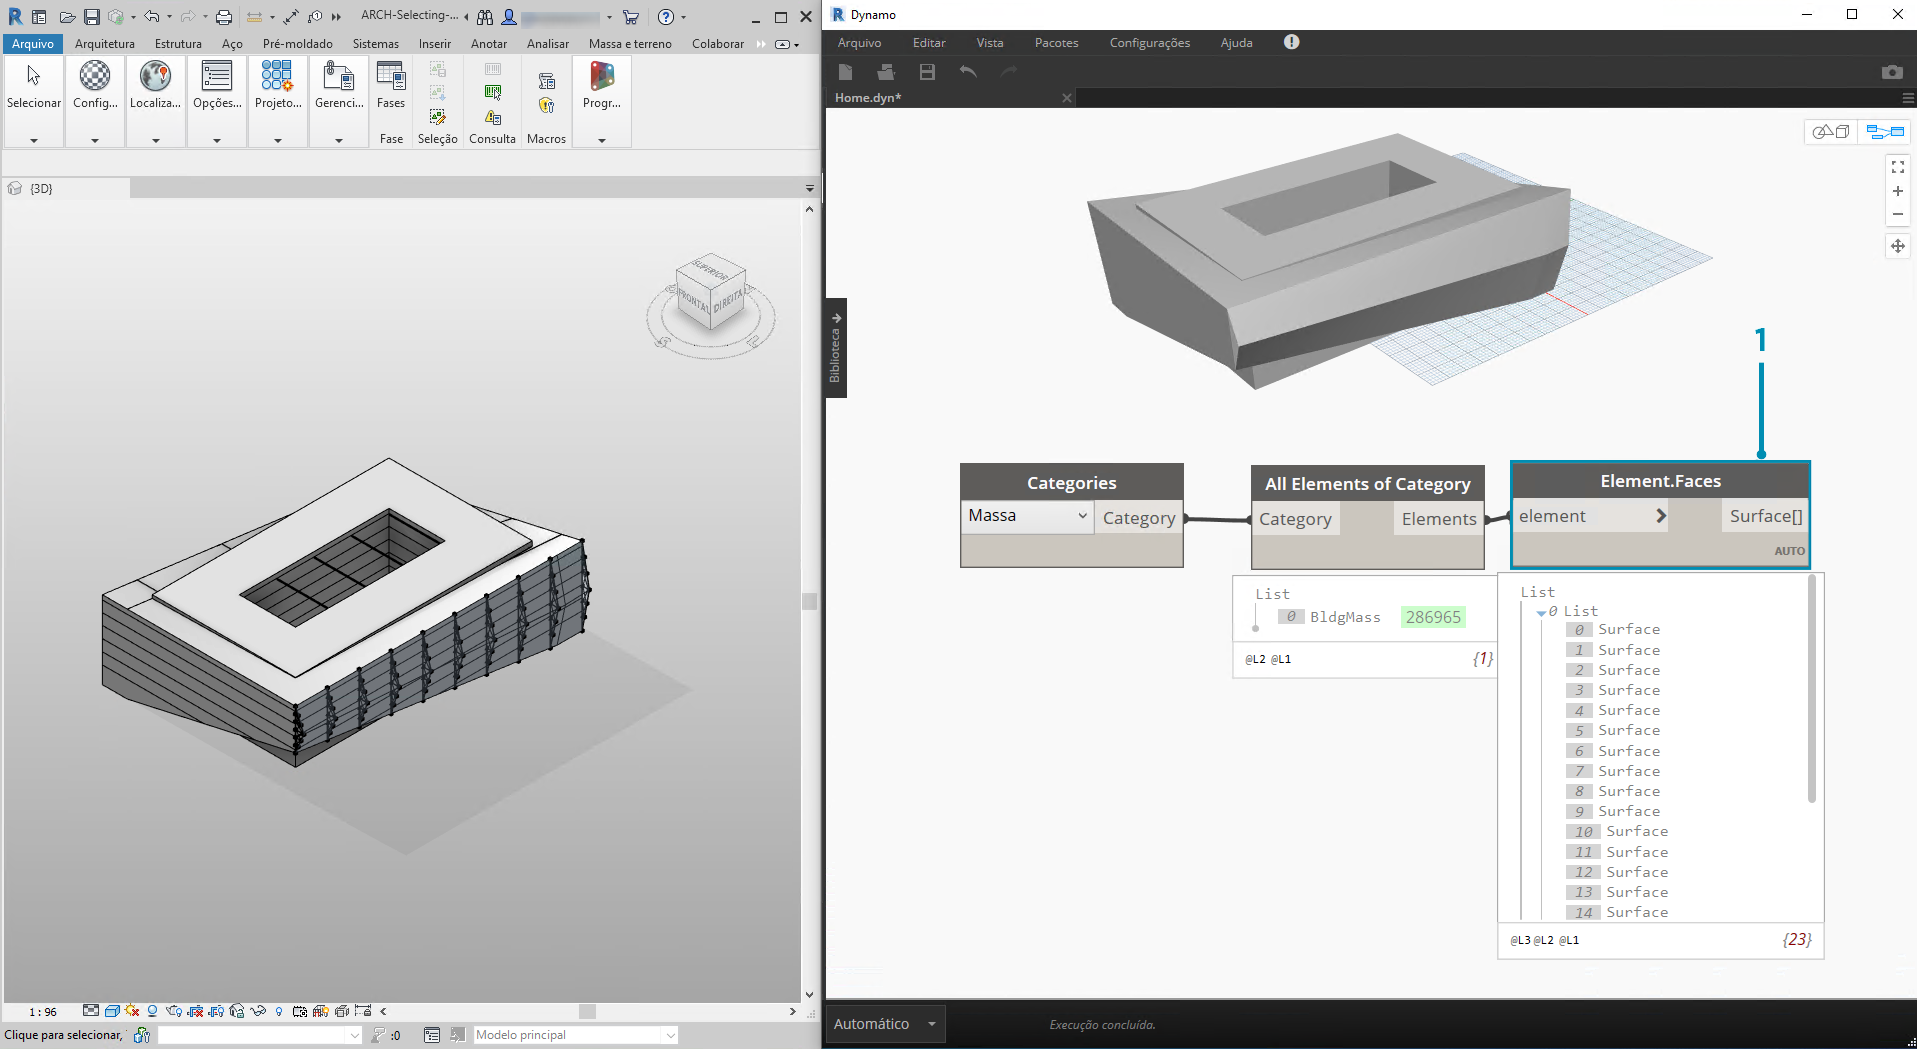 ARCH-Selecting-...
Arquivo
Arquitetura
Estrutura
Aço
Pré-moldado
Sistemas
Inserir
Anotar
Analisar
Massa e terreno
Colaborar
Selecionar
Config...
Localiza...
Opções...
Projeto...
Gerenci...
Fases
Progr...
Fase
Seleção
Consulta
Macros
{3D}
SUPERIOR
FRONTAL
DIREITA
1 : 96
Clique para selecionar,
:0
Modelo principal
Dynamo
Arquivo
Editar
Vista
Pacotes
Configurações
Ajuda
Home.dyn*
Biblioteca
1
Categories
Massa
Category
All Elements of Category
Category
Elements
Element.Faces
element
Surface[]
AUTO
List
0 BldgMass 286965
@L2 @L1
{1}
List
0 List
0 Surface
1 Surface
2 Surface
3 Surface
4 Surface
5 Surface
6 Surface
7 Surface
8 Surface
9 Surface
10 Surface
11 Surface
12 Surface
13 Surface
14 Surface
@L3 @L2 @L1
{23}
Automático
Execução concluída.